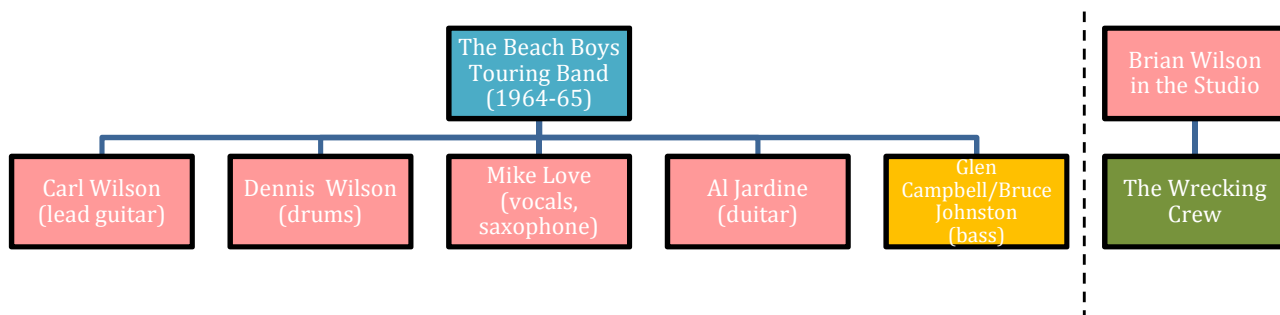 The Beach Boys
Touring Band
(1964-65)
Brian Wilson
in the Studio
Carl Wilson
(lead guitar)
Dennis  Wilson
(drums)
Mike Love
(vocals,
saxophone)
Al Jardine
(duitar)
Glen
Campbell/Bruce
Johnston
(bass)
The Wrecking
Crew